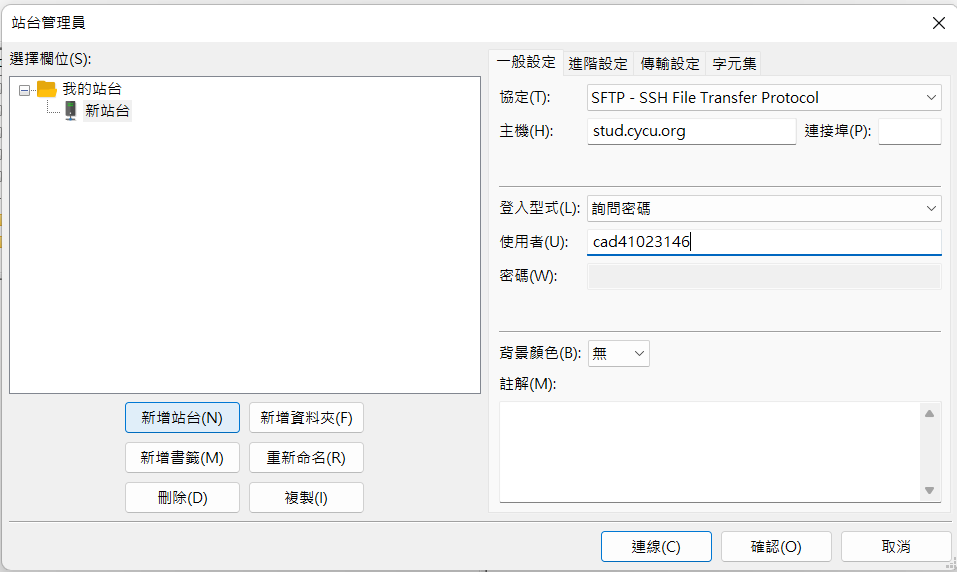 站台管理員
選擇欄位(S):
我的站台
新站台
新增站台(N)
新增資料夾(F)
新增書籤(M)
重新命名(R)
刪除(D)
複製(I)
一般設定
進階設定
傳輸設定
字元集
協定(T):
SFTP - SSH File Transfer Protocol
主機(H):
stud.cycu.org
連接埠(P):
登入型式(L):
詢問密碼
使用者(U):
cad41023146
密碼(W):
背景顏色(B):
無
註解(M):
連線(C)
確認(O)
取消